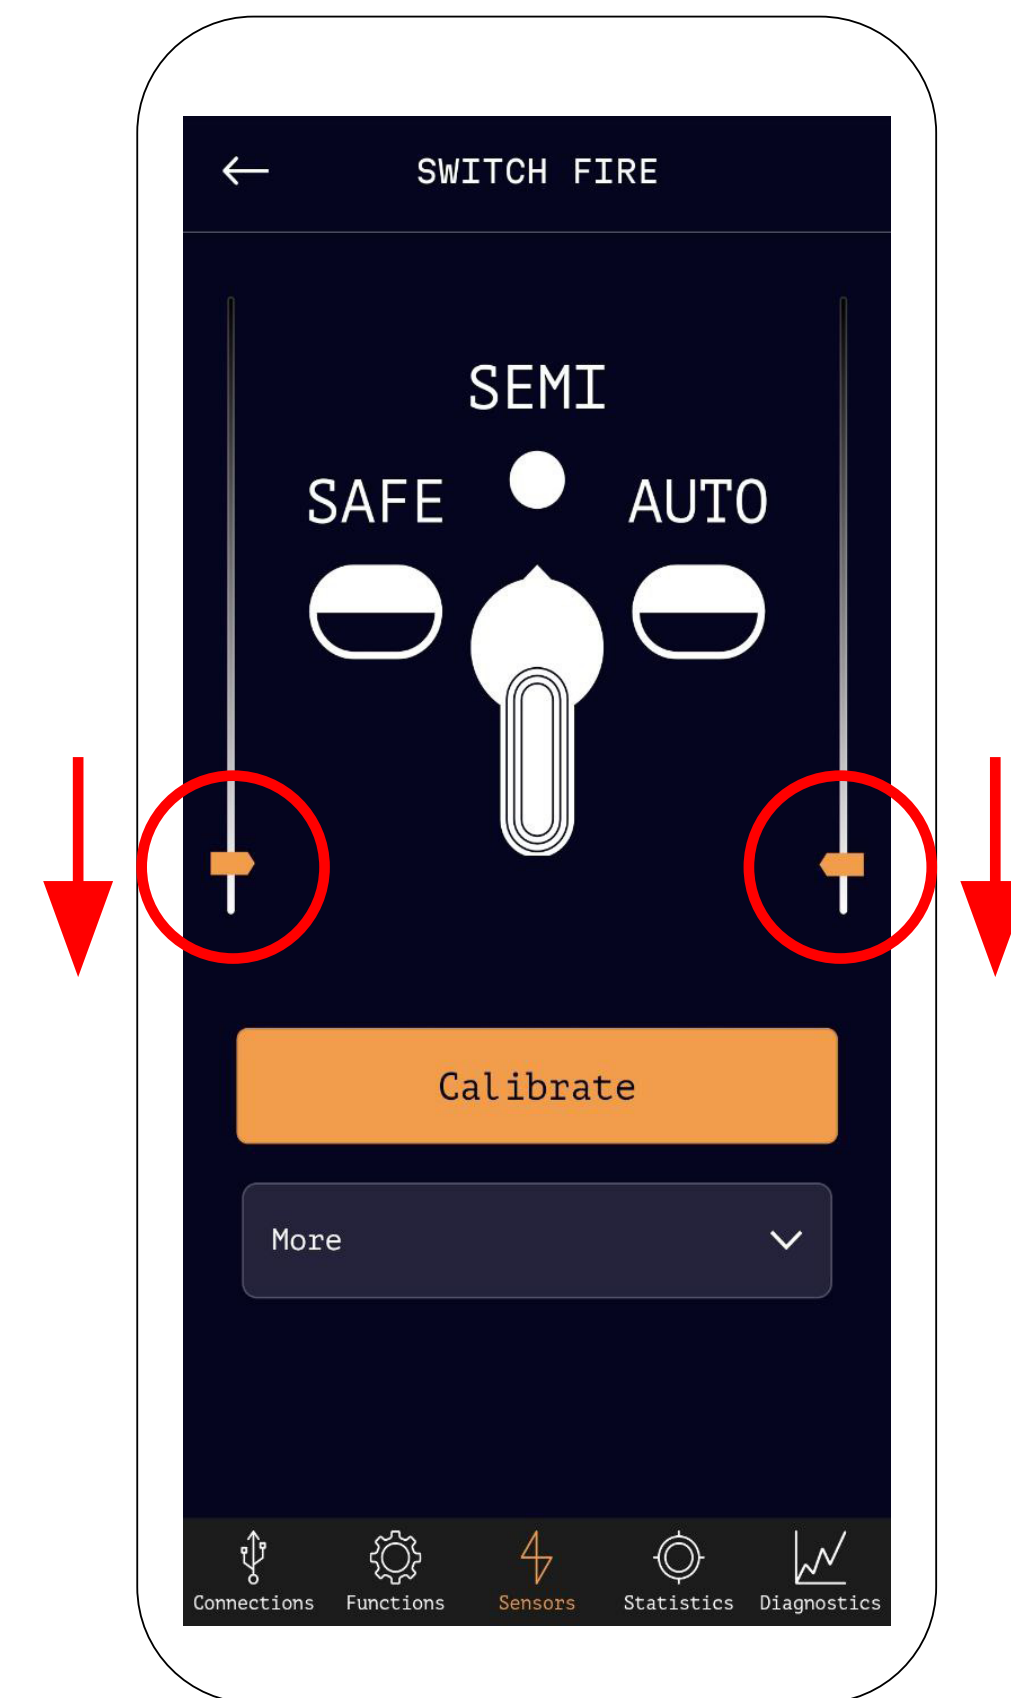 SWITCH FIRE
SEMI
SAFE
AUTO
Calibrate
More
Connections
Functions
Sensors
Statistics
Diagnostics